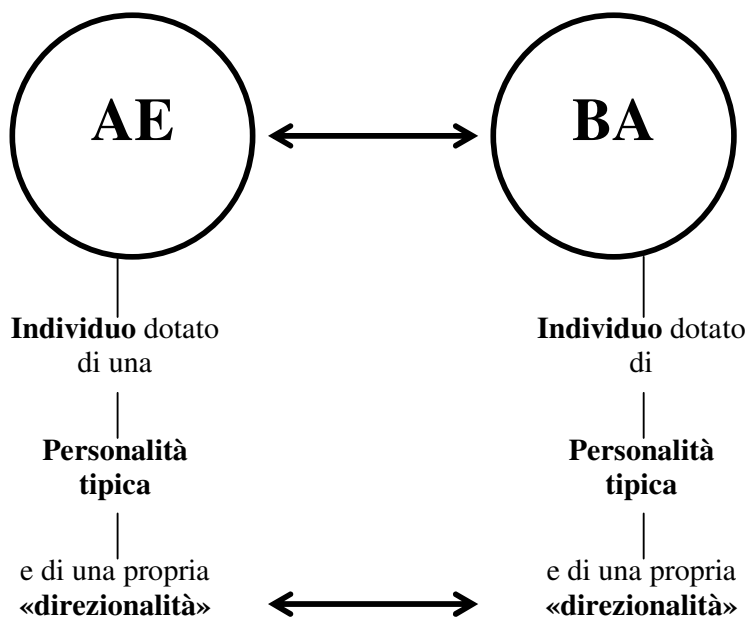 AE
BA
Individuo dotato
di una
Individuo dotato
di
Personalità
tipica
Personalità
tipica
e di una propria
«direzionalità»
e di una propria
«direzionalità»